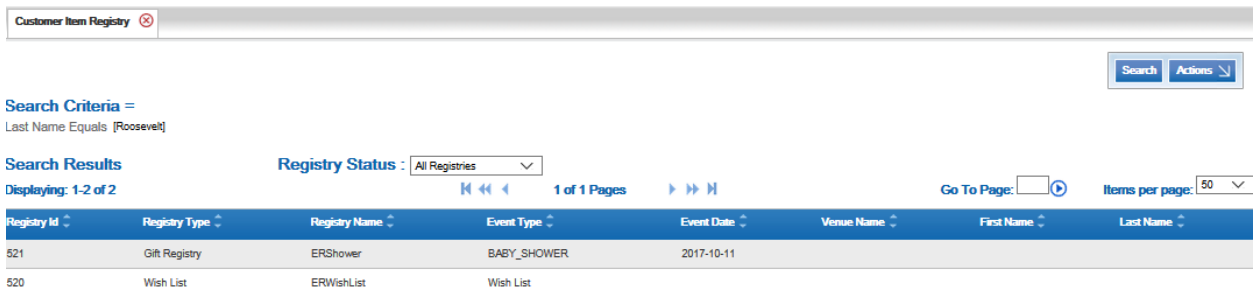 Customer Item Registry
Search Actions
Search Criteria =
Last Name Equals [Roosevelt]
Search Results Registry Status : All Registries
Displaying: 1-2 of 2 1 of 1 Pages Go To Page: Items per page: 50
Registry Id Registry Type Registry Name Event Type Event Date Venue Name First Name Last Name
521 Gift Registry ERShower BABY_SHOWER 2017-10-11
520 Wish List ERWishList Wish List